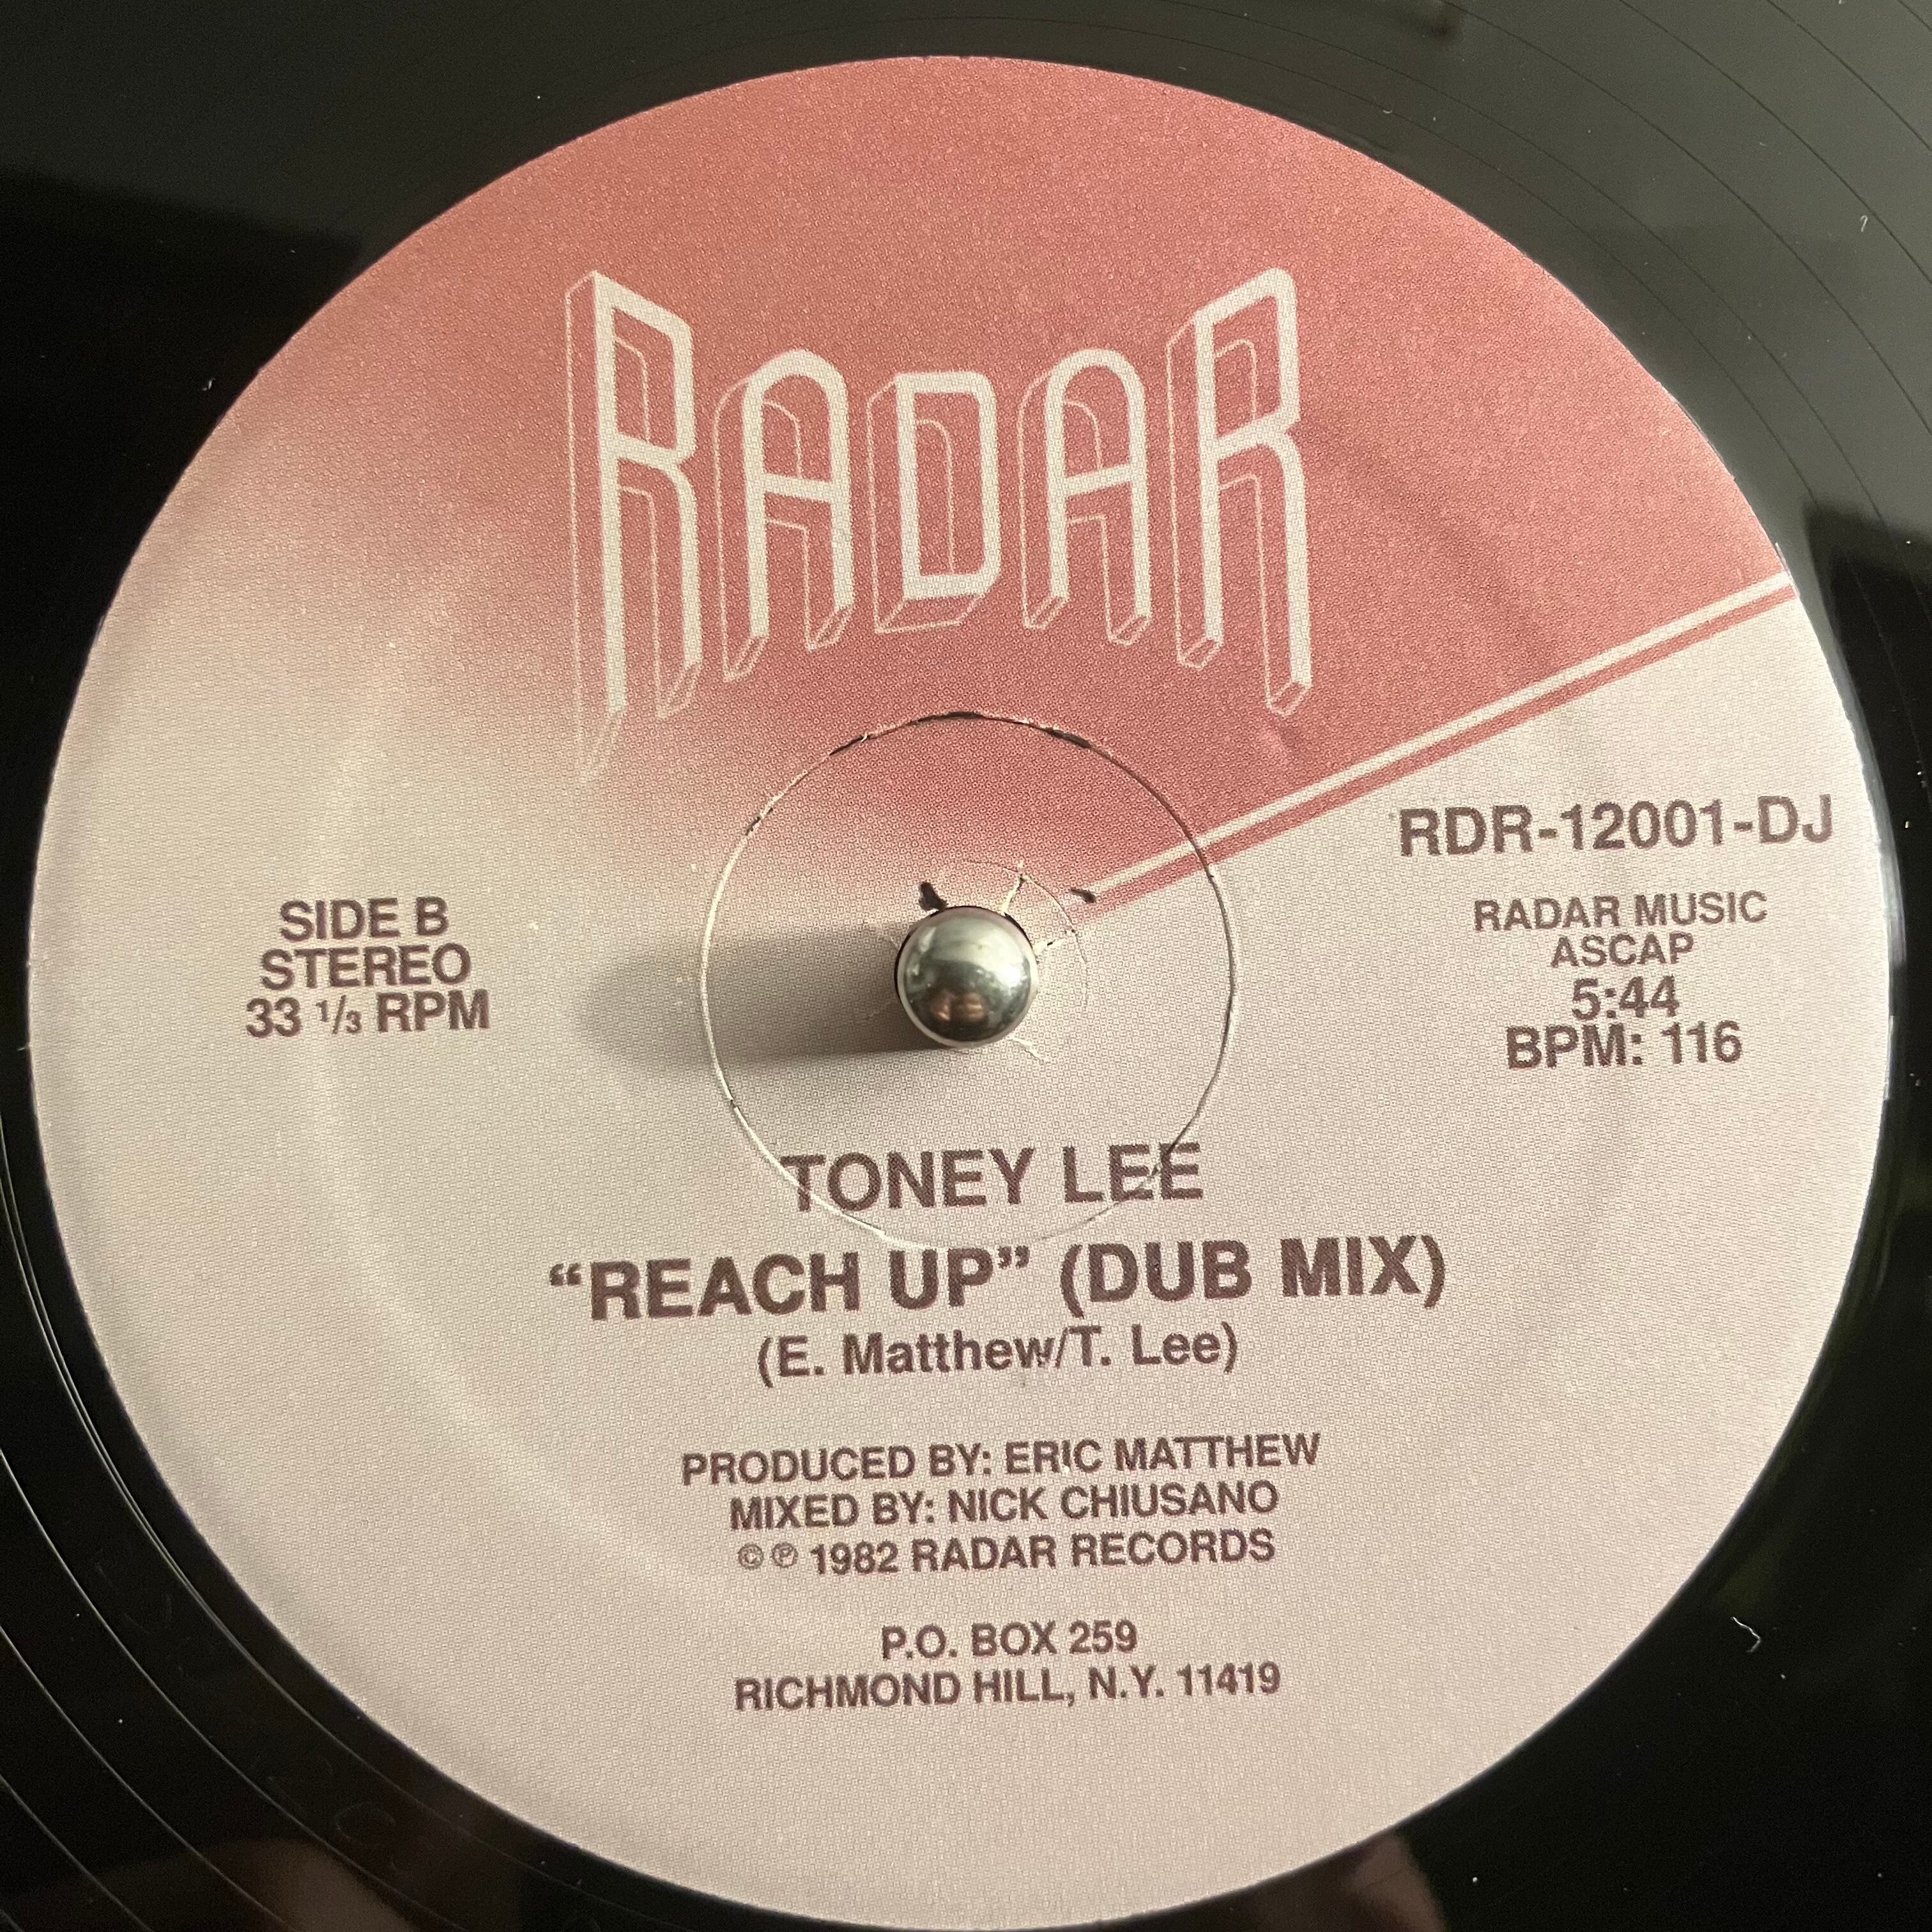 RADAR
RDR-12001-DJ
SIDE B
STEREO
33 1/3 RPM
RADAR MUSIC
ASCAP
5:44
BPM: 116
TONEY LEE
“REACH UP” (DUB MIX)
(E. Matthew/T. Lee)
PRODUCED BY: ERIC MATTHEW
MIXED BY: NICK CHIUSANO
© ℗ 1982 RADAR RECORDS
P.O. BOX 259
RICHMOND HILL, N.Y. 11419